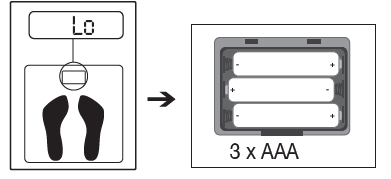 Lo
- +
+ -
- +
3 x AAA